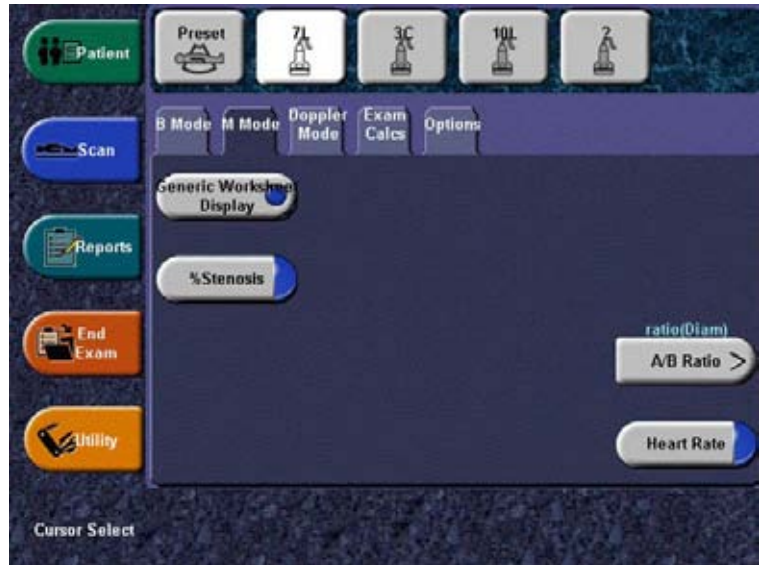 Patient
Preset
7L
3C
10L
2
Scan
B Mode
M Mode
Doppler
Mode
Exam
Calcs
Options
Generic Worksheet
Display
%Stenosis
Reports
End
Exam
ratio(Diam)
A/B Ratio >
Heart Rate
Utility
Cursor Select